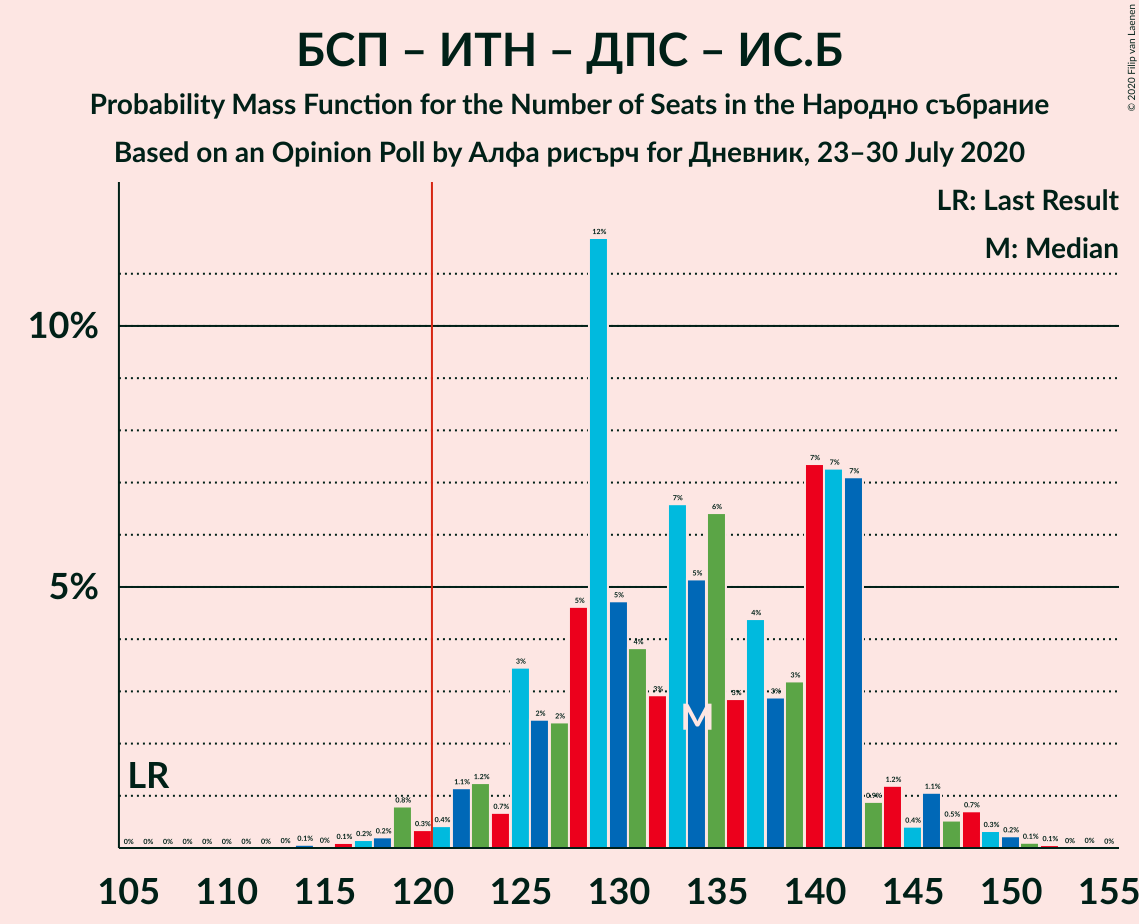 БСП – ИТН – ДПС – ИС.Б
Probability Mass Function for the Number of Seats in the Народно събрание
Based on an Opinion Poll by Алфа рисърч for Дневник, 23–30 July 2020
© 2020 Filip van Laenen
LR: Last Result
M: Median
10%
5%
LR
M
0% 0% 0% 0% 0% 0% 0% 0% 0% 0.1% 0% 0.1% 0.2% 0.2% 0.8% 0.3% 0.4% 1.1% 1.2% 0.7% 3% 2% 2% 5% 12% 5% 4% 3% 7% 5% 6% 3% 4% 3% 3% 7% 7% 7% 0.9% 1.2% 0.4% 1.1% 0.5% 0.7% 0.3% 0.2% 0.1% 0.1% 0% 0% 0%
105 110 115 120 125 130 135 140 145 150 155